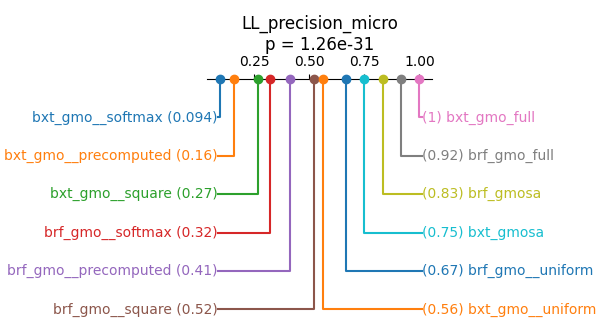 LL_precision_micro
p = 1.26e-31
0.25 0.50 0.75 1.00
bxt_gmo__softmax (0.094) (1) bxt_gmo_full
bxt_gmo__precomputed (0.16) (0.92) brf_gmo_full
bxt_gmo__square (0.27) (0.83) brf_gmosa
brf_gmo__softmax (0.32) (0.75) bxt_gmosa
brf_gmo__precomputed (0.41) (0.67) brf_gmo__uniform
brf_gmo__square (0.52) (0.56) bxt_gmo__uniform